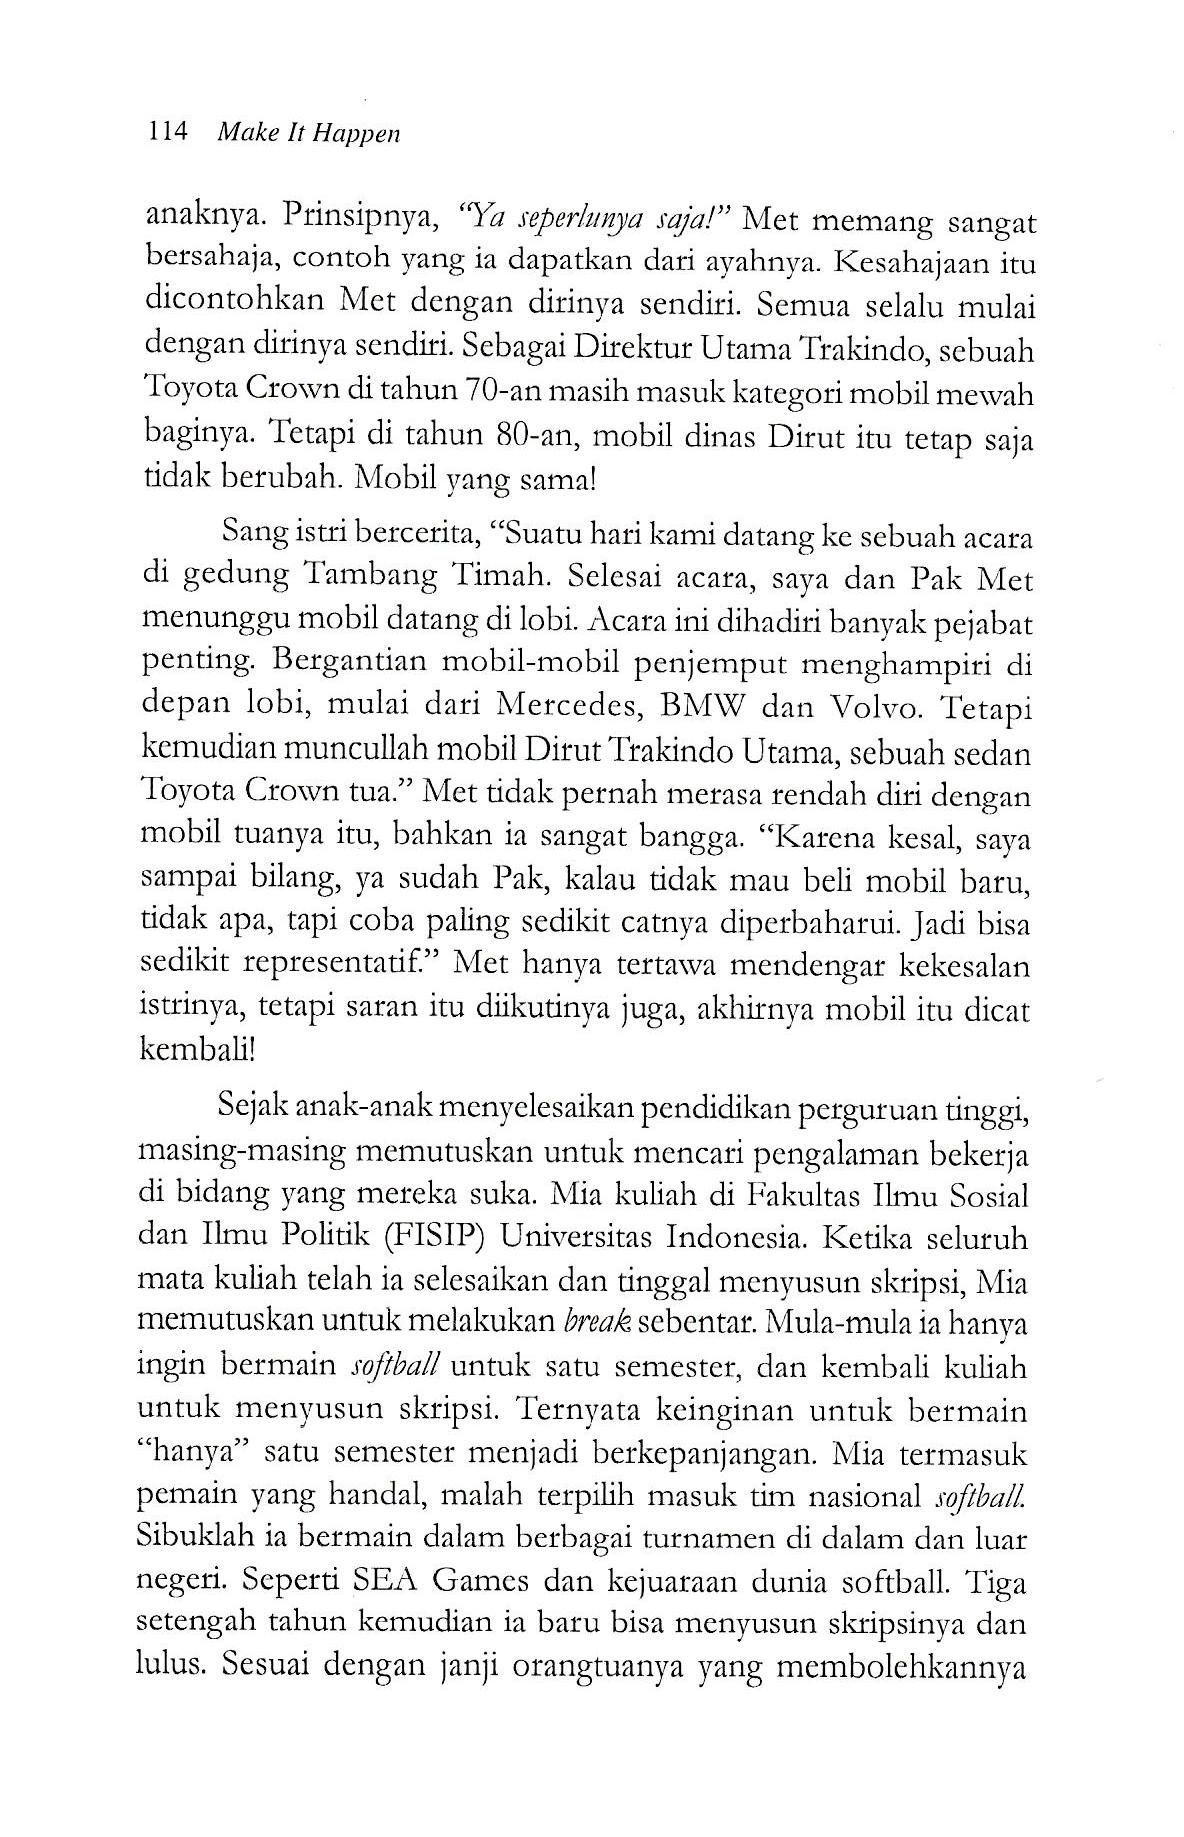 114 Make It Happen
anaknya. Prinsipnya, “Ya seperlunya saja!” Met memang sangat
bersahaja, contoh yang ia dapatkan dari ayahnya. Kesahajaan itu
dicontohkan Met dengan dirinya sendiri. Semua selalu mulai
dengan dirinya sendiri. Sebagai Direktur Utama Trakindo, sebuah
Toyota Crown di tahun 70-an masih masuk kategori mobil mewah
baginya. Tetapi di tahun 80-an, mobil dinas Dirut itu tetap saja
tidak berubah. Mobil yang sama!
Sang istri bercerita, “Suatu hari kami datang ke sebuah acara
di gedung Tambang Timah. Selesai acara, saya dan Pak Met
menunggu mobil datang di lobi. Acara ini dihadiri banyak pejabat
penting. Bergantian mobil-mobil penjemput menghampiri di
depan lobi, mulai dari Mercedes, BMW dan Volvo. Tetapi
kemudian muncullah mobil Dirut Trakindo Utama, sebuah sedan
Toyota Crown tua.” Met tidak pernah merasa rendah diri dengan
mobil tuanya itu, bahkan ia sangat bangga. “Karena kesal, saya
sampai bilang, ya sudah Pak, kalau tidak mau beli mobil baru,
tidak apa, tapi coba paling sedikit catnya diperbaharui. Jadi bisa
sedikit representatif.” Met hanya tertawa mendengar kekesalan
istrinya, tetapi saran itu diikutinya juga, akhirnya mobil itu dicat
kembali!
Sejak anak-anak menyelesaikan pendidikan perguruan tinggi,
masing-masing memutuskan untuk mencari pengalaman bekerja
di bidang yang mereka suka. Mia kuliah di Fakultas Ilmu Sosial
dan Ilmu Politik (FISIP) Universitas Indonesia. Ketika seluruh
mata kuliah telah ia selesaikan dan tinggal menyusun skripsi, Mia
memutuskan untuk melakukan break sebentar. Mula-mula ia hanya
ingin bermain softball untuk satu semester, dan kembali kuliah
untuk menyusun skripsi. Ternyata keinginan untuk bermain
“hanya” satu semester menjadi berkepanjangan. Mia termasuk
pemain yang handal, malah terpilih masuk tim nasional softball.
Sibuklah ia bermain dalam berbagai turnamen di dalam dan luar
negeri. Seperti SEA Games dan kejuaraan dunia softball. Tiga
setengah tahun kemudian ia baru bisa menyusun skripsinya dan
lulus. Sesuai dengan janji orangtuanya yang membolehkannya